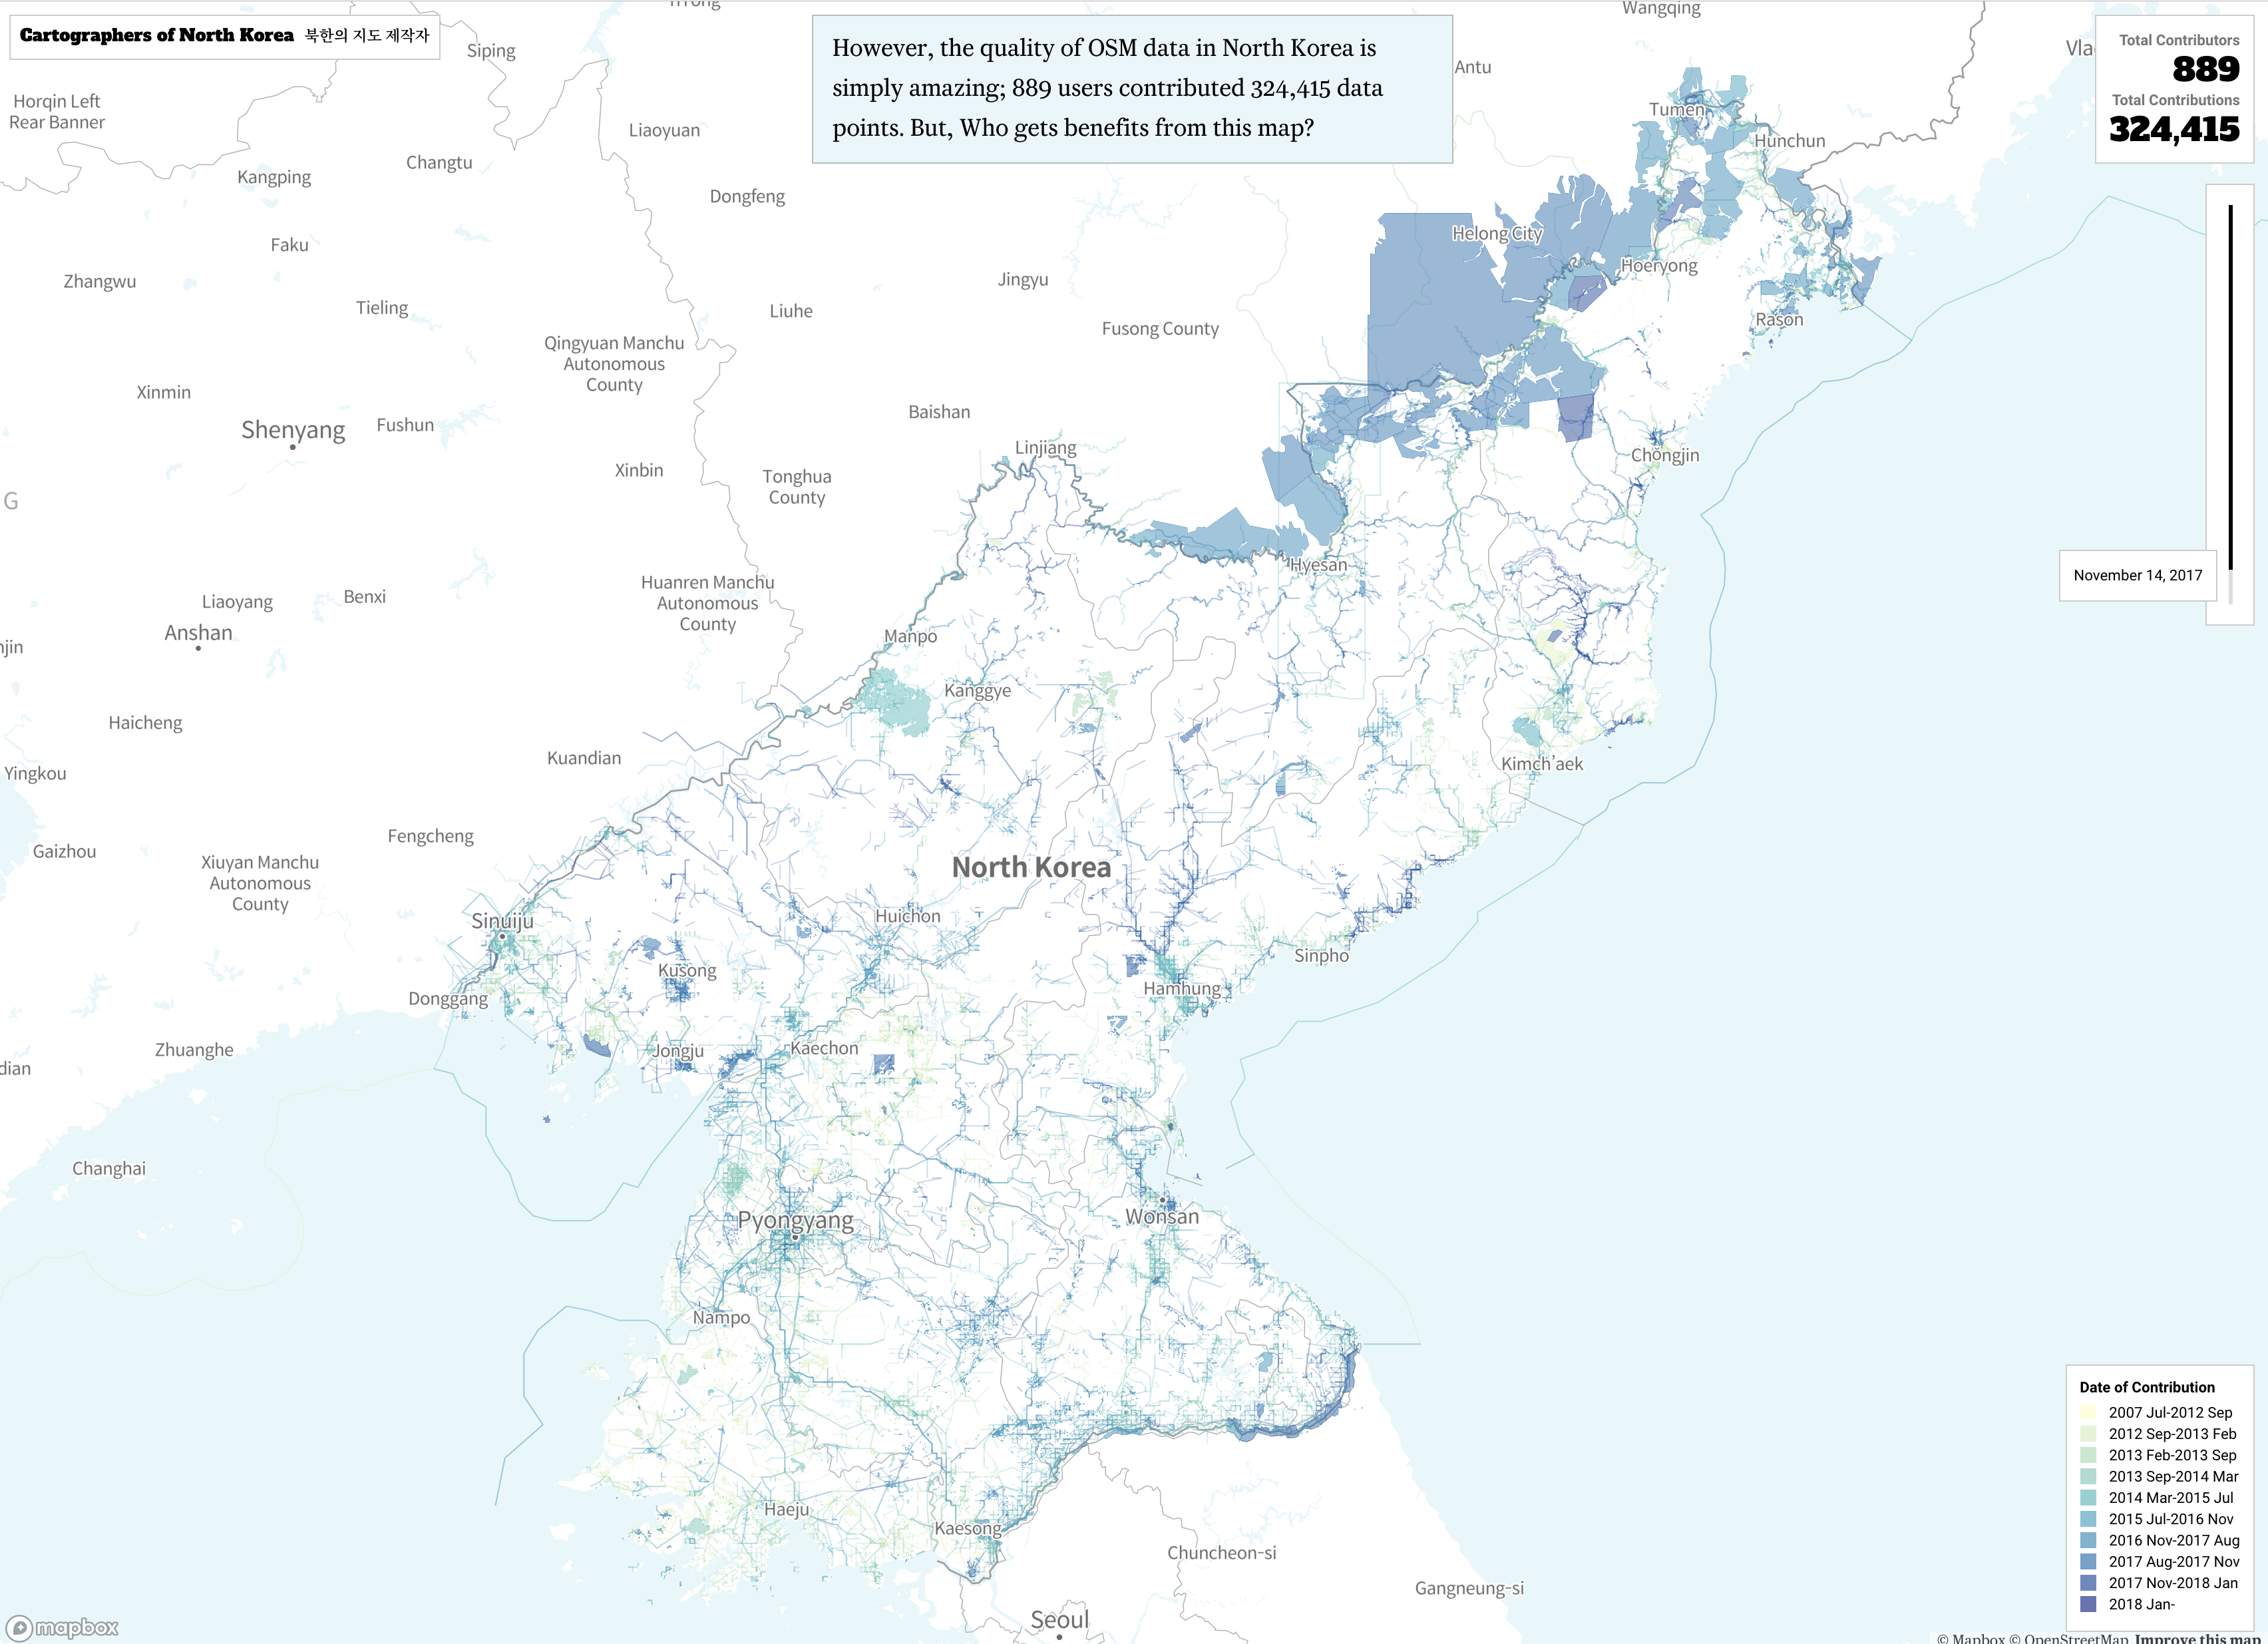 Cartographers of North Korea 북한의 지도 제작자
However, the quality of OSM data in North Korea is
simply amazing; 889 users contributed 324,415 data
points. But, Who gets benefits from this map?
Total Contributors
889
Total Contributions
324,415
November 14, 2017
Wangqing
Siping
Antu
Horqin Left
Rear Banner
Tumen
Liaoyuan
Hunchun
Changtu
Kangping
Dongfeng
Helong City
Faku
Hoeryong
Zhangwu
Jingyu
Tieling
Liuhe
Rason
Fusong County
Qingyuan Manchu
Autonomous
County
Xinmin
Baishan
Shenyang
Fushun
Linjiang
Chongjin
Xinbin
Tonghua
County
G
Hyesan
Huanren Manchu
Autonomous
County
Benxi
Liaoyang
Anshan
Manpo
njin
Kanggye
Haicheng
Kuandian
Kimch'aek
Yingkou
Fengcheng
Gaizhou
Xiuyan Manchu
Autonomous
County
North Korea
Huichon
Sinuiju
Sinpho
Kusong
Hamhung
Donggang
Zhuanghe
Jongju
Kaechon
dian
Changhai
Pyongyang
Wonsan
Nampo
Haeju
Kaesong
Chuncheon-si
Gangneung-si
Seoul
Date of Contribution
2007 Jul-2012 Sep
2012 Sep-2013 Feb
2013 Feb-2013 Sep
2013 Sep-2014 Mar
2014 Mar-2015 Jul
2015 Jul-2016 Nov
2016 Nov-2017 Aug
2017 Aug-2017 Nov
2017 Nov-2018 Jan
2018 Jan-
mapbox
© Mapbox © OpenStreetMap Improve this map